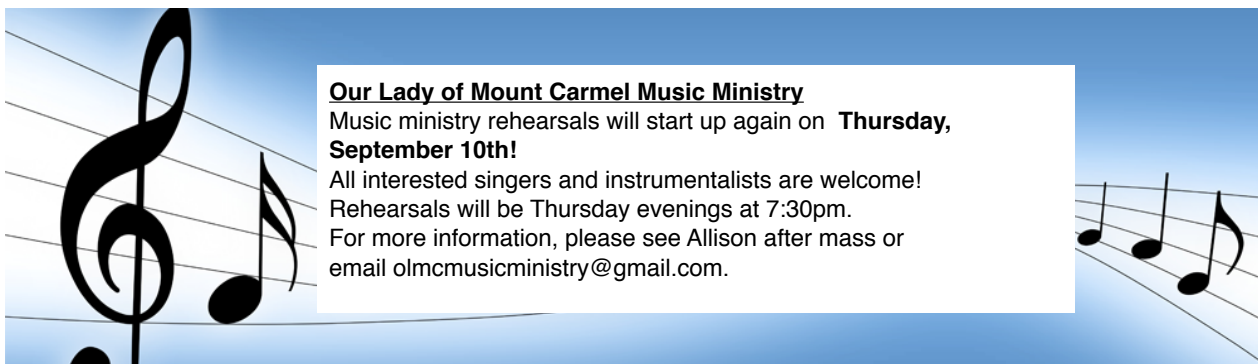 Our Lady of Mount Carmel Music Ministry
Music ministry rehearsals will start up again on  Thursday,
September 10th!
All interested singers and instrumentalists are welcome!
Rehearsals will be Thursday evenings at 7:30pm.
For more information, please see Allison after mass or
email olmcmusicministry@gmail.com.